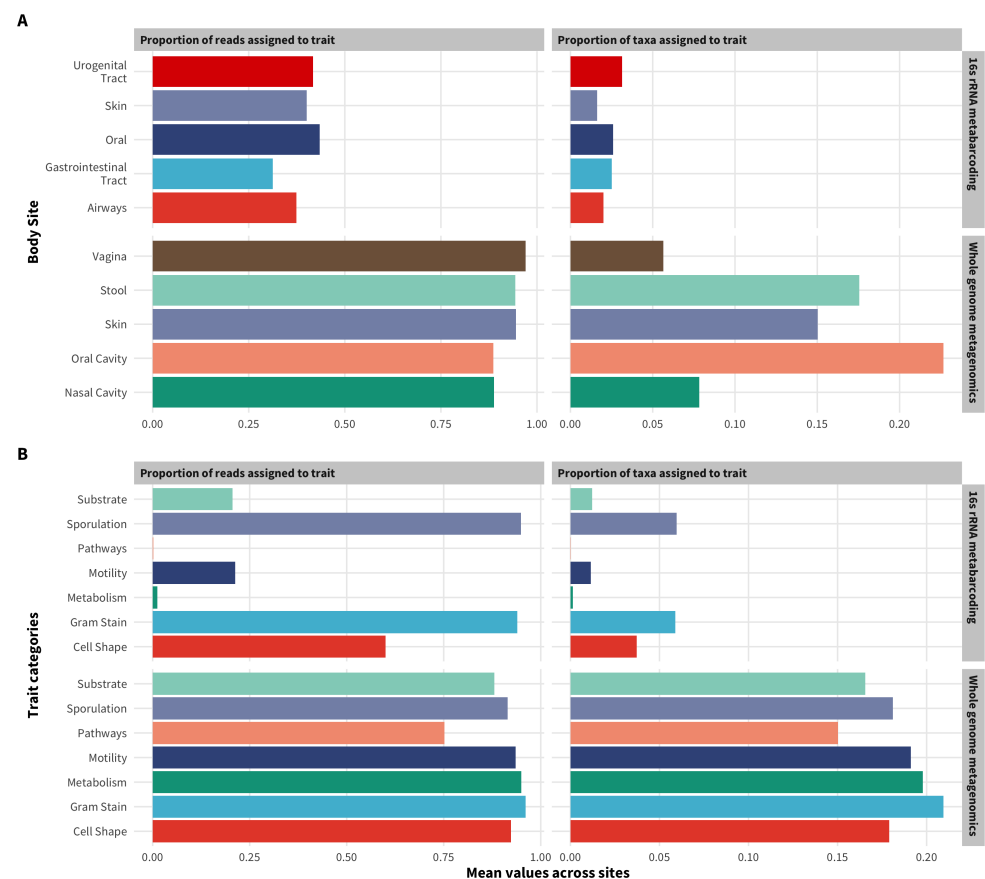 A
Proportion of reads assigned to trait
Proportion of taxa assigned to trait
Body Site
Urogenital
Tract
Skin
Oral
Gastrointestinal
Tract
Airways
16s rRNA metabarcoding
Vagina
Stool
Skin
Oral Cavity
Nasal Cavity
Whole genome metagenomics
0.00 0.25 0.50 0.75 1.00
0.00 0.05 0.10 0.15 0.20
B
Proportion of reads assigned to trait
Proportion of taxa assigned to trait
Trait categories
Substrate
Sporulation
Pathways
Motility
Metabolism
Gram Stain
Cell Shape
16s rRNA metabarcoding
Substrate
Sporulation
Pathways
Motility
Metabolism
Gram Stain
Cell Shape
Whole genome metagenomics
0.00 0.25 0.50 0.75 1.00
0.00 0.05 0.10 0.15 0.20
Mean values across sites